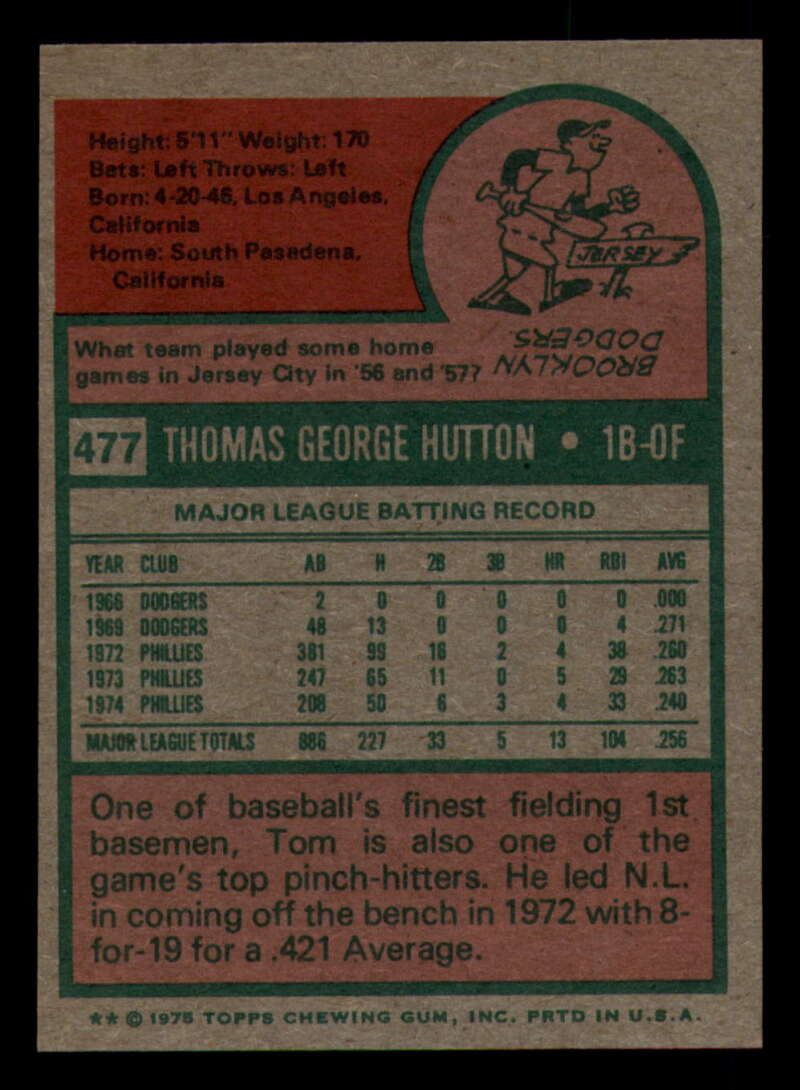 Height: 5'11" Weight: 170
Bats: Left Throws: Left
Born: 4-20-46, Los Angeles,
California
Home: South Pasadena,
California
JERSEY
What team played some home
games in Jersey City in '56 and '57?
BROOKLYN
DODGERS.
477 THOMAS GEORGE HUTTON • 1B-OF
MAJOR LEAGUE BATTING RECORD
YEAR CLUB AB H 2B 3B HR RBI AVG
1966 DODGERS 2 0 0 0 0 0 .000
1969 DODGERS 48 13 0 0 0 4 .271
1972 PHILLIES 381 99 16 2 4 38 .260
1973 PHILLIES 247 65 11 0 5 29 .263
1974 PHILLIES 208 50 6 3 4 33 .240
MAJOR LEAGUE TOTALS 886 227 33 5 13 104 .256
One of baseball's finest fielding 1st
basemen, Tom is also one of the
game's top pinch-hitters. He led N.L.
in coming off the bench in 1972 with 8-
for-19 for a .421 Average.
** © 1975 TOPPS CHEWING GUM, INC. PRTD IN U.S.A.